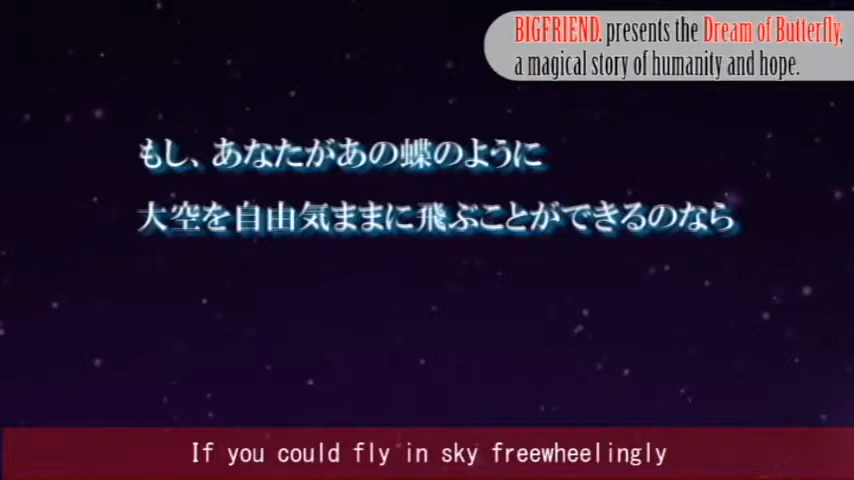 BIGFRIEND. presents the Dream of Butterfly,
a magical story of humanity and hope.
もし、あなたがあの蝶のように
大空を自由気ままに飛ぶことができるのなら
If you could fly in sky freewheelingly